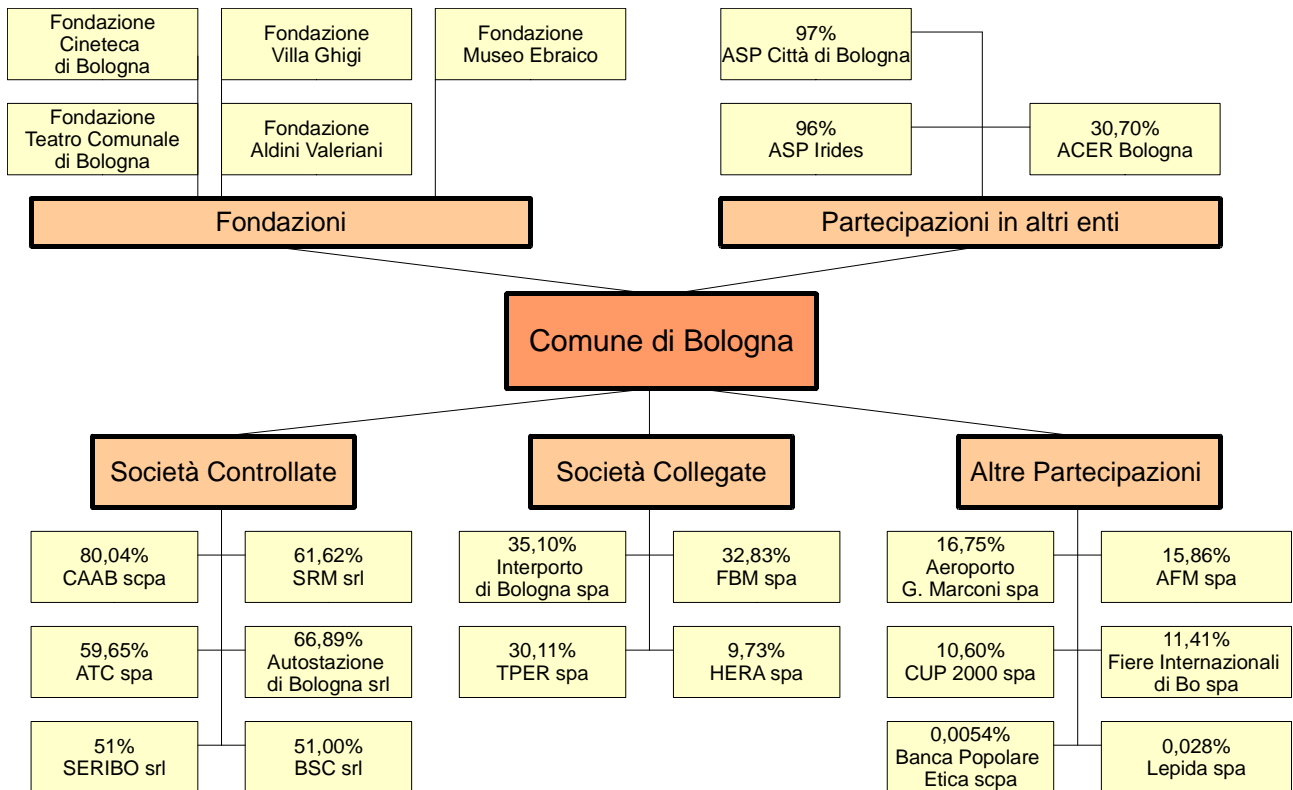 Fondazione
Cineteca
di Bologna
Fondazione
Villa Ghigi
Fondazione
Museo Ebraico
97%
ASP Città di Bologna
Fondazione
Teatro Comunale
di Bologna
Fondazione
Aldini Valeriani
96%
ASP Irides
30,70%
ACER Bologna
Fondazioni
Partecipazioni in altri enti
Comune di Bologna
Società Controllate
Società Collegate
Altre Partecipazioni
80,04%
CAAB scpa
61,62%
SRM srl
35,10%
Interporto
di Bologna spa
32,83%
FBM spa
16,75%
Aeroporto
G. Marconi spa
15,86%
AFM spa
59,65%
ATC spa
66,89%
Autostazione
di Bologna srl
30,11%
TPER spa
9,73%
HERA spa
10,60%
CUP 2000 spa
11,41%
Fiere Internazionali
di Bo spa
51%
SERIBO srl
51,00%
BSC srl
0,0054%
Banca Popolare
Etica scpa
0,028%
Lepida spa